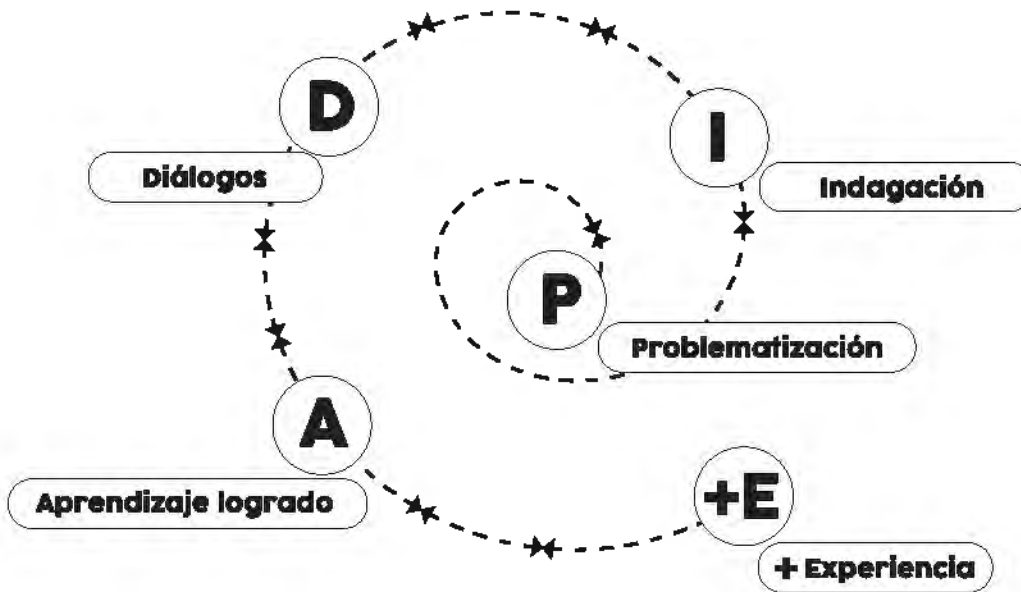 D
Diálogos
I
Indagación
P
Problematización
A
Aprendizaje logrado
+E
+ Experiencia